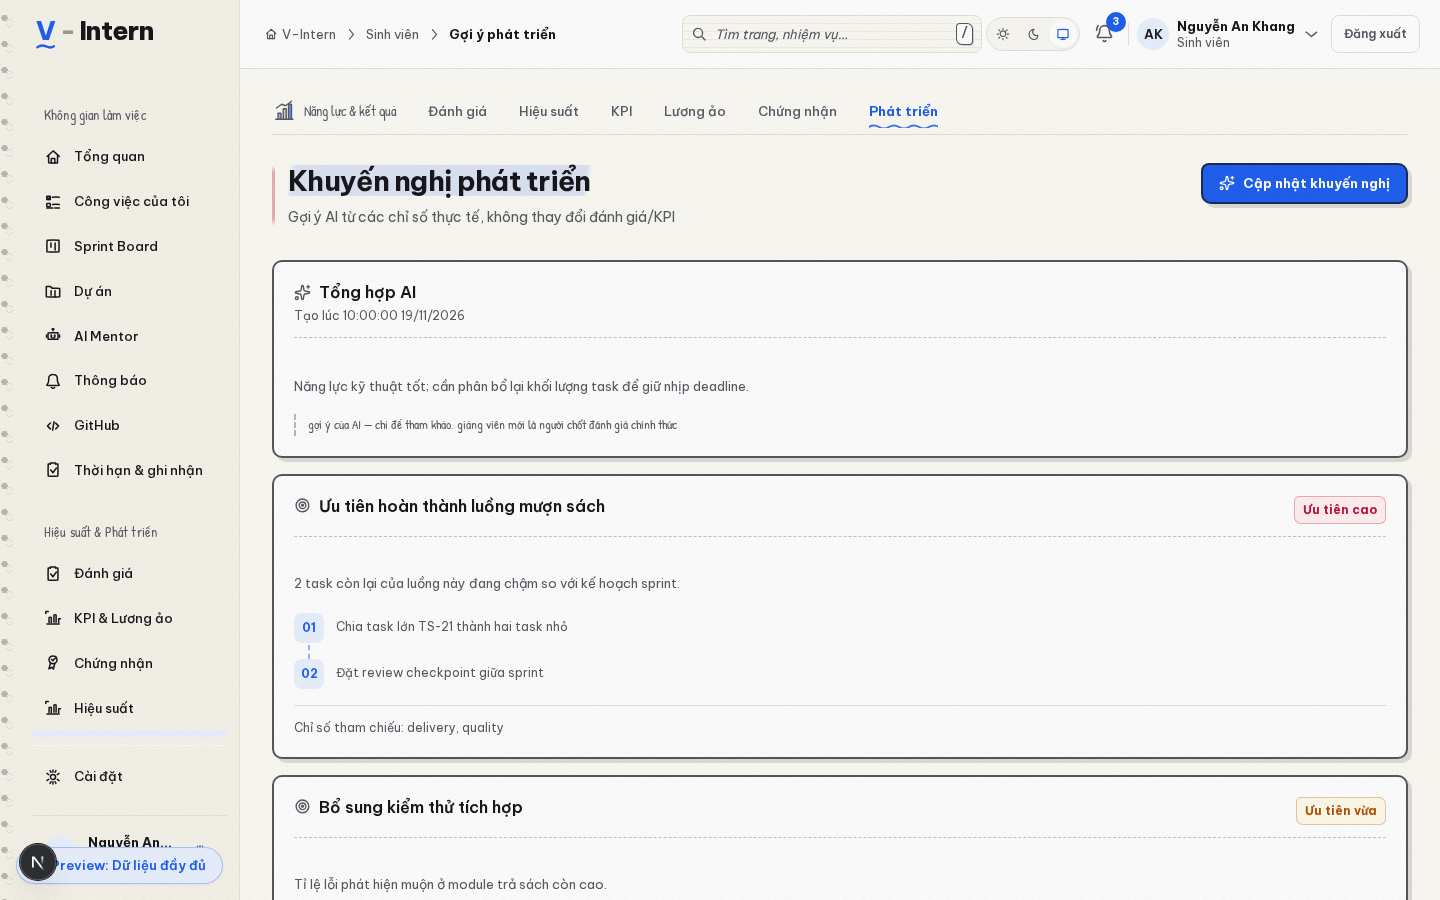 V - Intern
Không gian làm việc
Tổng quan
Công việc của tôi
Sprint Board
Dự án
AI Mentor
Thông báo
GitHub
Thời hạn & ghi nhận
Hiệu suất & Phát triển
Đánh giá
KPI & Lương ảo
Chứng nhận
Hiệu suất
Cài đặt
Nguyễn An...
Preview: Dữ liệu đầy đủ
V-Intern > Sinh viên > Gợi ý phát triển
Tìm trang, nhiệm vụ... /
3
AK
Nguyễn An Khang
Sinh viên
Đăng xuất
Năng lực & kết quả Đánh giá Hiệu suất KPI Lương ảo Chứng nhận Phát triển
Khuyến nghị phát triển
Gợi ý AI từ các chỉ số thực tế, không thay đổi đánh giá/KPI
Cập nhật khuyến nghị
Tổng hợp AI
Tạo lúc 10:00:00 19/11/2026
Năng lực kỹ thuật tốt; cần phân bổ lại khối lượng task để giữ nhịp deadline.
gợi ý của AI — chỉ để tham khảo. giảng viên mới là người chốt đánh giá chính thức
Ưu tiên hoàn thành luồng mượn sách
Ưu tiên cao
2 task còn lại của luồng này đang chậm so với kế hoạch sprint.
01 Chia task lớn TS-21 thành hai task nhỏ
02 Đặt review checkpoint giữa sprint
Chỉ số tham chiếu: delivery, quality
Bổ sung kiểm thử tích hợp
Ưu tiên vừa
Tỉ lệ lỗi phát hiện muộn ở module trả sách còn cao.